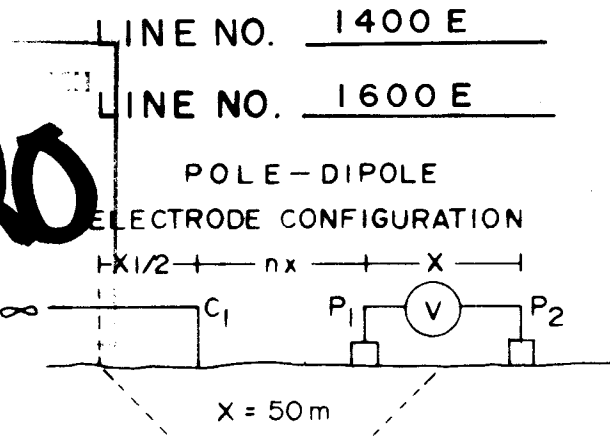 LINE NO. 1400 E
LINE NO. 1600 E
POLE-DIPOLE
ELECTRODE CONFIGURATION
X1/2 nx X
∞ C1 P1 V P2
X = 50 m